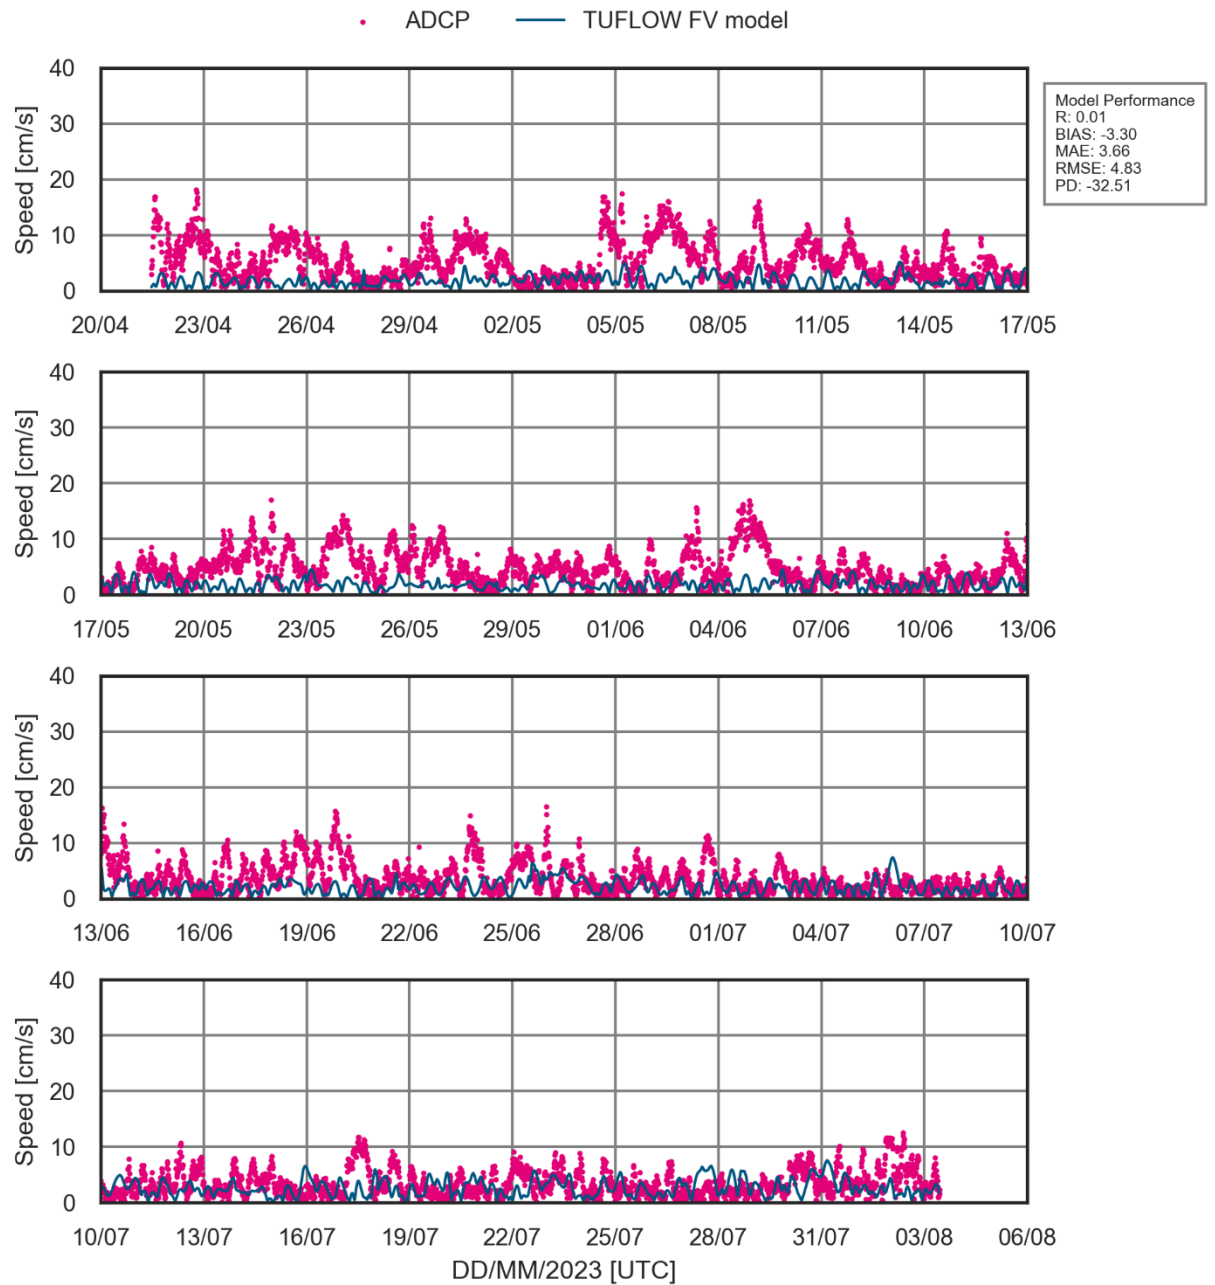 ADCP TUFLOW FV model
Model Performance
R: 0.01
BIAS: -3.30
MAE: 3.66
RMSE: 4.83
PD: -32.51
Speed [cm/s]
40
30
20
10
0
20/04 23/04 26/04 29/04 02/05 05/05 08/05 11/05 14/05 17/05
Speed [cm/s]
40
30
20
10
0
17/05 20/05 23/05 26/05 29/05 01/06 04/06 07/06 10/06 13/06
Speed [cm/s]
40
30
20
10
0
13/06 16/06 19/06 22/06 25/06 28/06 01/07 04/07 07/07 10/07
Speed [cm/s]
40
30
20
10
0
10/07 13/07 16/07 19/07 22/07 25/07 28/07 31/07 03/08 06/08
DD/MM/2023 [UTC]